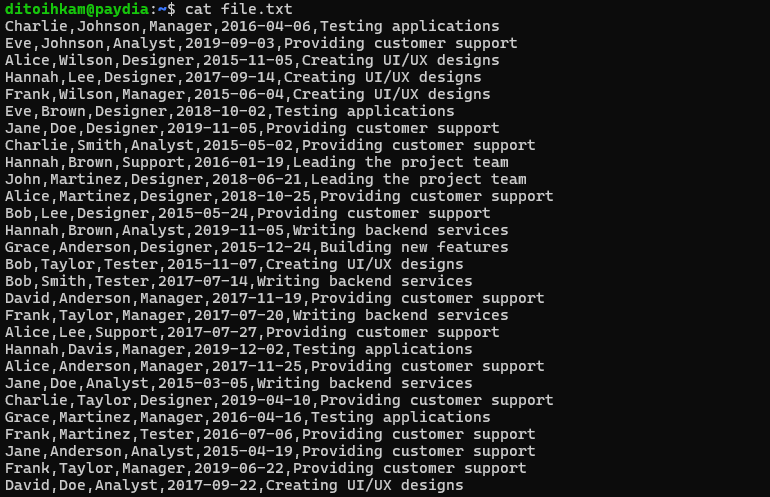 ditoihkam@paydia:~$ cat file.txt
Charlie,Johnson,Manager,2016-04-06,Testing applications
Eve,Johnson,Analyst,2019-09-03,Providing customer support
Alice,Wilson,Designer,2015-11-05,Creating UI/UX designs
Hannah,Lee,Designer,2017-09-14,Creating UI/UX designs
Frank,Wilson,Manager,2015-06-04,Creating UI/UX designs
Eve,Brown,Designer,2018-10-02,Testing applications
Jane,Doe,Designer,2019-11-05,Providing customer support
Charlie,Smith,Analyst,2015-05-02,Providing customer support
Hannah,Brown,Support,2016-01-19,Leading the project team
John,Martinez,Designer,2018-06-21,Leading the project team
Alice,Martinez,Designer,2018-10-25,Providing customer support
Bob,Lee,Designer,2015-05-24,Providing customer support
Hannah,Brown,Analyst,2019-11-05,Writing backend services
Grace,Anderson,Designer,2015-12-24,Building new features
Bob,Taylor,Tester,2015-11-07,Creating UI/UX designs
Bob,Smith,Tester,2017-07-14,Writing backend services
David,Anderson,Manager,2017-11-19,Providing customer support
Frank,Taylor,Manager,2017-07-20,Writing backend services
Alice,Lee,Support,2017-07-27,Providing customer support
Hannah,Davis,Manager,2019-12-02,Testing applications
Alice,Anderson,Manager,2017-11-25,Providing customer support
Jane,Doe,Analyst,2015-03-05,Writing backend services
Charlie,Taylor,Designer,2019-04-10,Providing customer support
Grace,Martinez,Manager,2016-04-16,Testing applications
Frank,Martinez,Tester,2016-07-06,Providing customer support
Jane,Anderson,Analyst,2015-04-19,Providing customer support
Frank,Taylor,Manager,2019-06-22,Providing customer support
David,Doe,Analyst,2017-09-22,Creating UI/UX designs